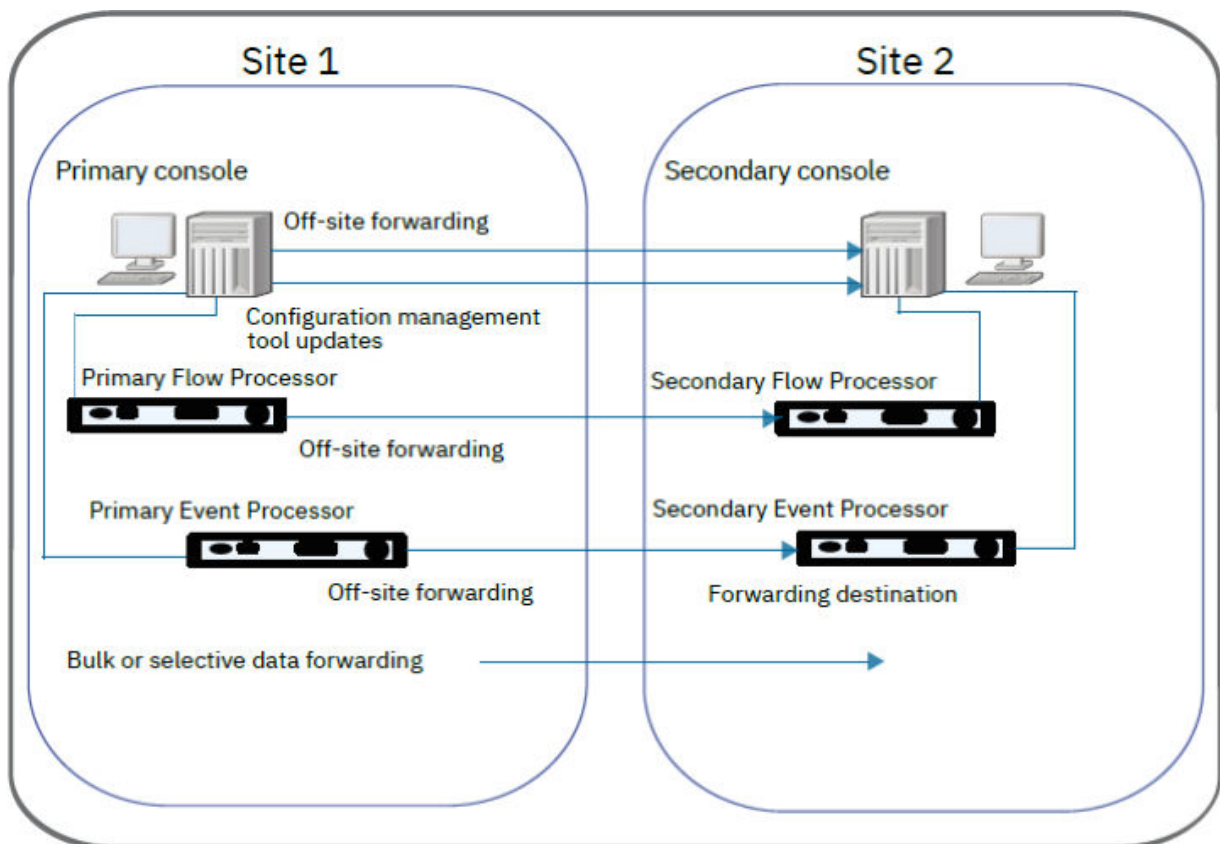 Site 1
Site 2
Primary console
Secondary console
Off-site forwarding
Configuration management
tool updates
Primary Flow Processor
Secondary Flow Processor
Off-site forwarding
Primary Event Processor
Secondary Event Processor
Off-site forwarding
Forwarding destination
Bulk or selective data forwarding